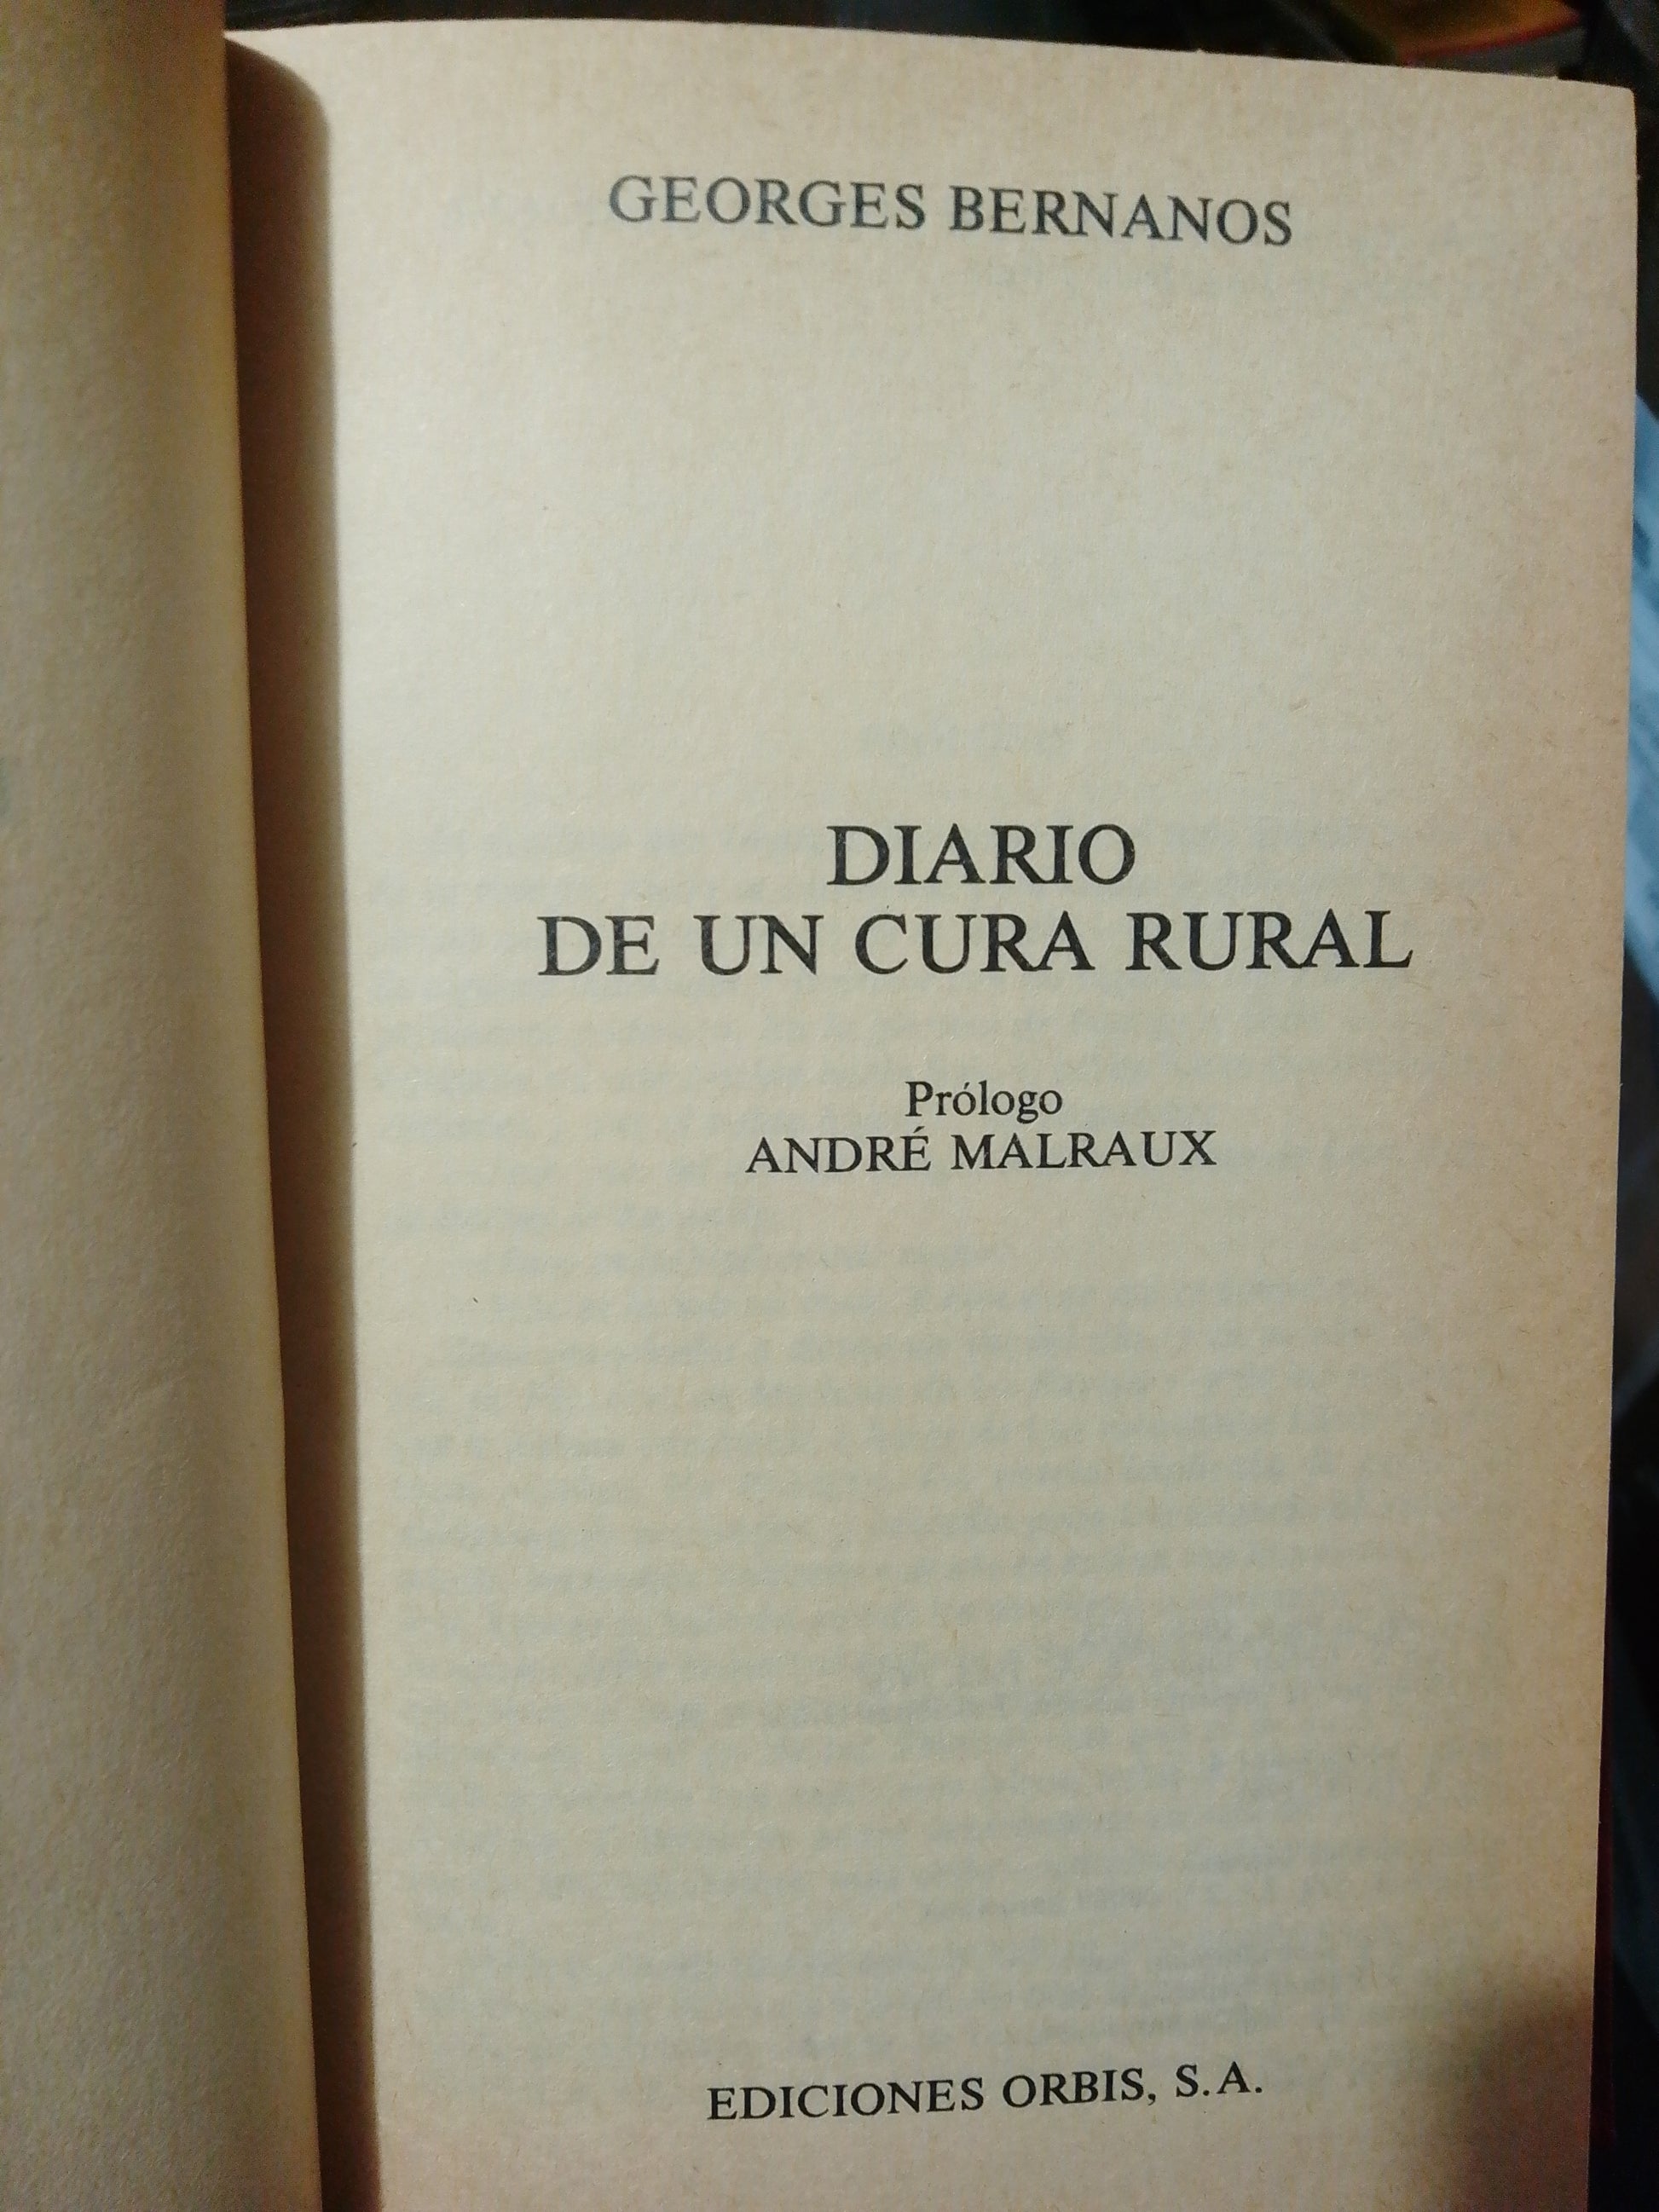 GEORGES BERNANOS
DIARIO
DE UN CURA RURAL
Prólogo
ANDRÉ MALRAUX
EDICIONES ORBIS, S.A.